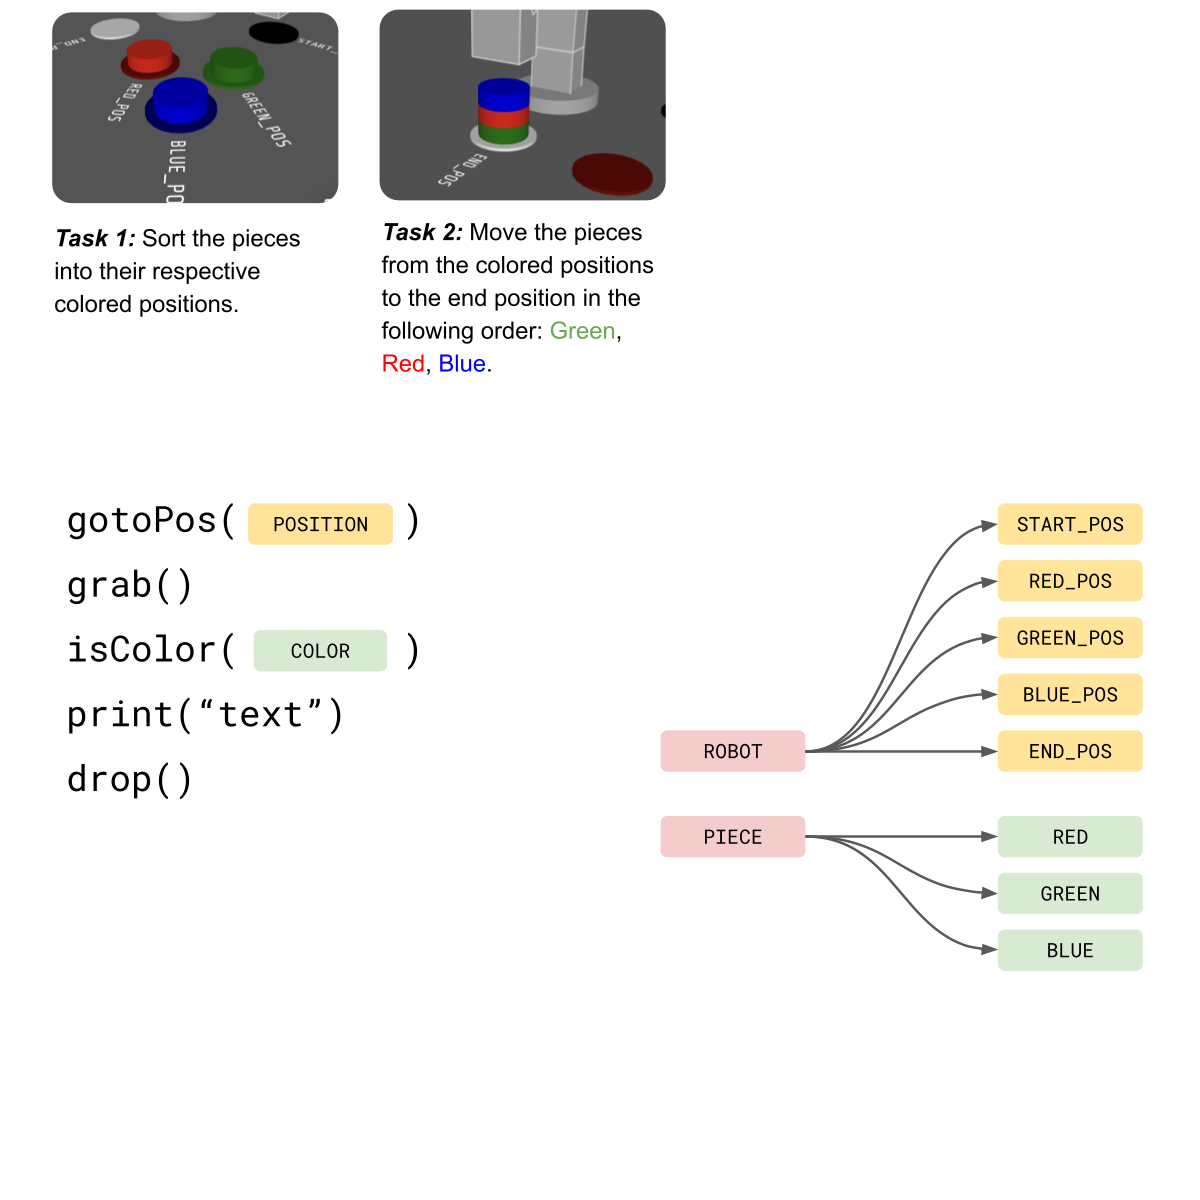 RED_POS
GREEN_POS
BLUE_PO
START_
END_POS
Task 1: Sort the pieces
into their respective
colored positions.
Task 2: Move the pieces
from the colored positions
to the end position in the
following order: Green,
Red, Blue.
gotoPos( POSITION )
grab()
isColor( COLOR )
print(“text”)
drop()
START_POS
RED_POS
GREEN_POS
BLUE_POS
ROBOT
END_POS
PIECE
RED
GREEN
BLUE